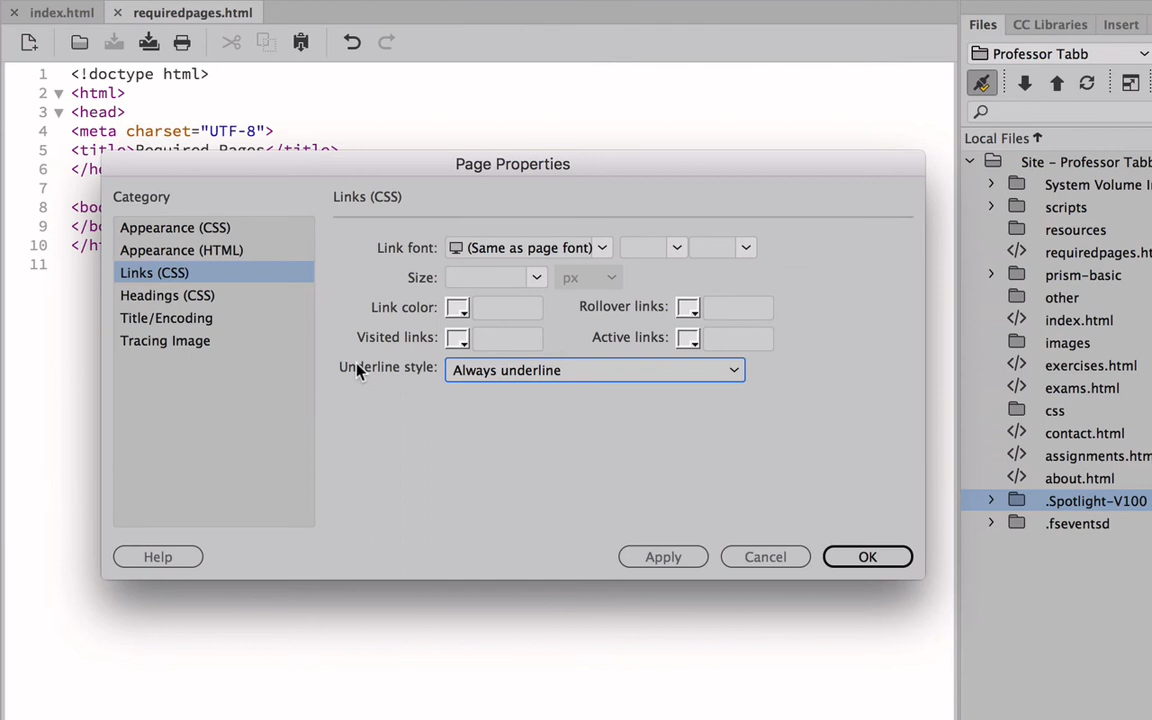 index.html
requiredpages.html
Files
CC Libraries
Insert
Professor Tabb
Local Files
1 <!doctype html>
2 <html>
3 <head>
4 <meta charset="UTF-8">
5 <title>Required Pages</title>
6 </h
7
8 <bod
9 </b
10 </h
11
Page Properties
Category
Appearance (CSS)
Appearance (HTML)
Links (CSS)
Headings (CSS)
Title/Encoding
Tracing Image
Links (CSS)
Link font: (Same as page font)
Size: px
Link color: Rollover links:
Visited links: Active links:
Underline style: Always underline
Help
Apply
Cancel
OK
Site - Professor Tabb
System Volume I
scripts
resources
requiredpages.h
prism-basic
other
index.html
images
exercises.html
exams.html
css
contact.html
assignments.htm
about.html
.Spotlight-V100
.fseventsd